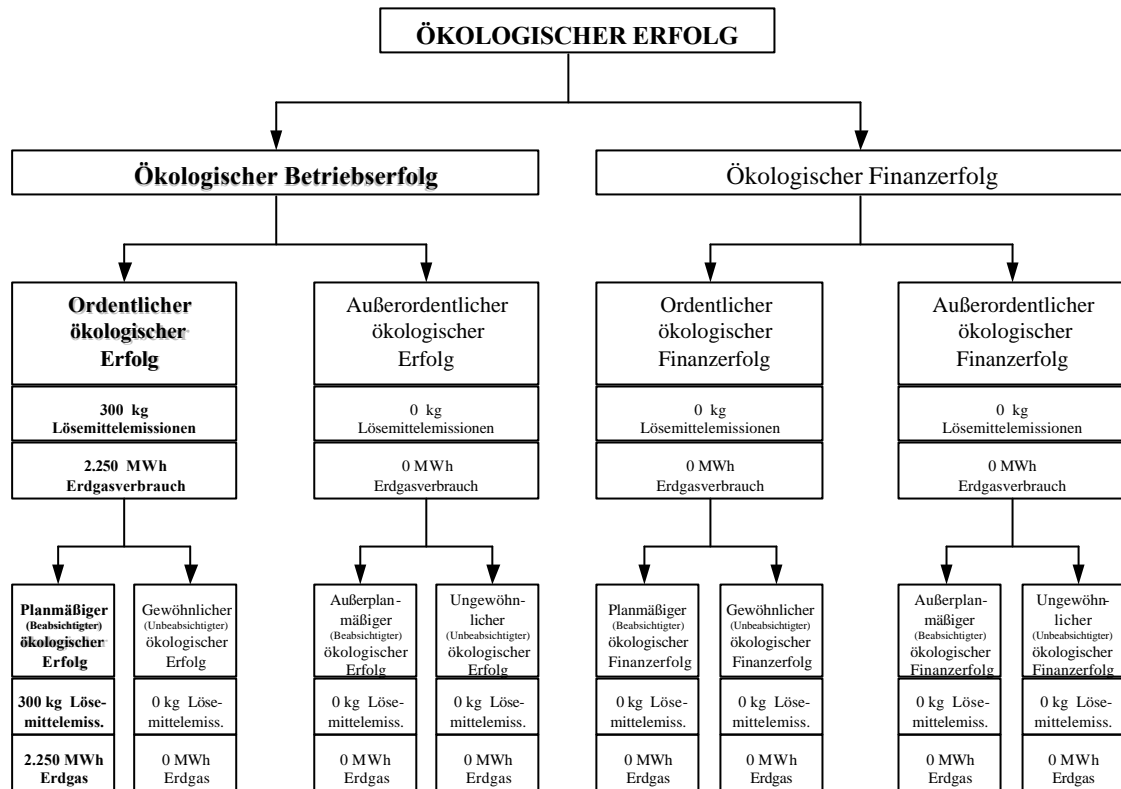 ÖKOLOGISCHER ERFOLG
Ökologischer Betriebserfolg
Ökologischer Finanzerfolg
Ordentlicher
ökologischer
Erfolg
300 kg
Lösemittelemissionen
2.250 MWh
Erdgasverbrauch
Außerordentlicher
ökologischer
Erfolg
0 kg
Lösemittelemissionen
0 MWh
Erdgasverbrauch
Ordentlicher
ökologischer
Finanzerfolg
0 kg
Lösemittelemissionen
0 MWh
Erdgasverbrauch
Außerordentlicher
ökologischer
Finanzerfolg
0 kg
Lösemittelemissionen
0 MWh
Erdgasverbrauch
Planmäßiger
(Beabsichtigter)
ökologischer
Erfolg
300 kg Löse-
mittelemiss.
2.250 MWh
Erdgas
Gewöhnlicher
(Unbeabsichtigter)
ökologischer
Erfolg
0 kg Löse-
mittelemiss.
0 MWh
Erdgas
Außerplan-
mäßiger
(Beabsichtigter)
ökologischer
Erfolg
0 kg Löse-
mittelemiss.
0 MWh
Erdgas
Ungewöhn-
licher
(Unbeabsichtigter)
ökologischer
Erfolg
0 kg Löse-
mittelemiss.
0 MWh
Erdgas
Planmäßiger
(Beabsichtigter)
ökologischer
Finanzerfolg
0 kg Löse-
mittelemiss.
0 MWh
Erdgas
Gewöhnlicher
(Unbeabsichtigter)
ökologischer
Finanzerfolg
0 kg Löse-
mittelemiss.
0 MWh
Erdgas
Außerplan-
mäßiger
(Beabsichtigter)
ökologischer
Finanzerfolg
0 kg Löse-
mittelemiss.
0 MWh
Erdgas
Ungewöhn-
licher
(Unbeabsichtigter)
ökologischer
Finanzerfolg
0 kg Löse-
mittelemiss.
0 MWh
Erdgas